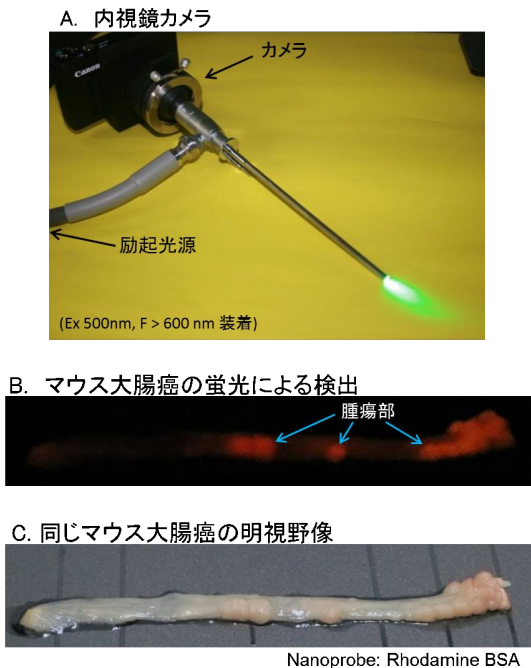 A. 内視鏡カメラ
カメラ
Canon
励起光源
(Ex 500nm, F > 600 nm 装着)
B. マウス大腸癌の蛍光による検出
腫瘍部
C. 同じマウス大腸癌の明視野像
Nanoprobe: Rhodamine BSA